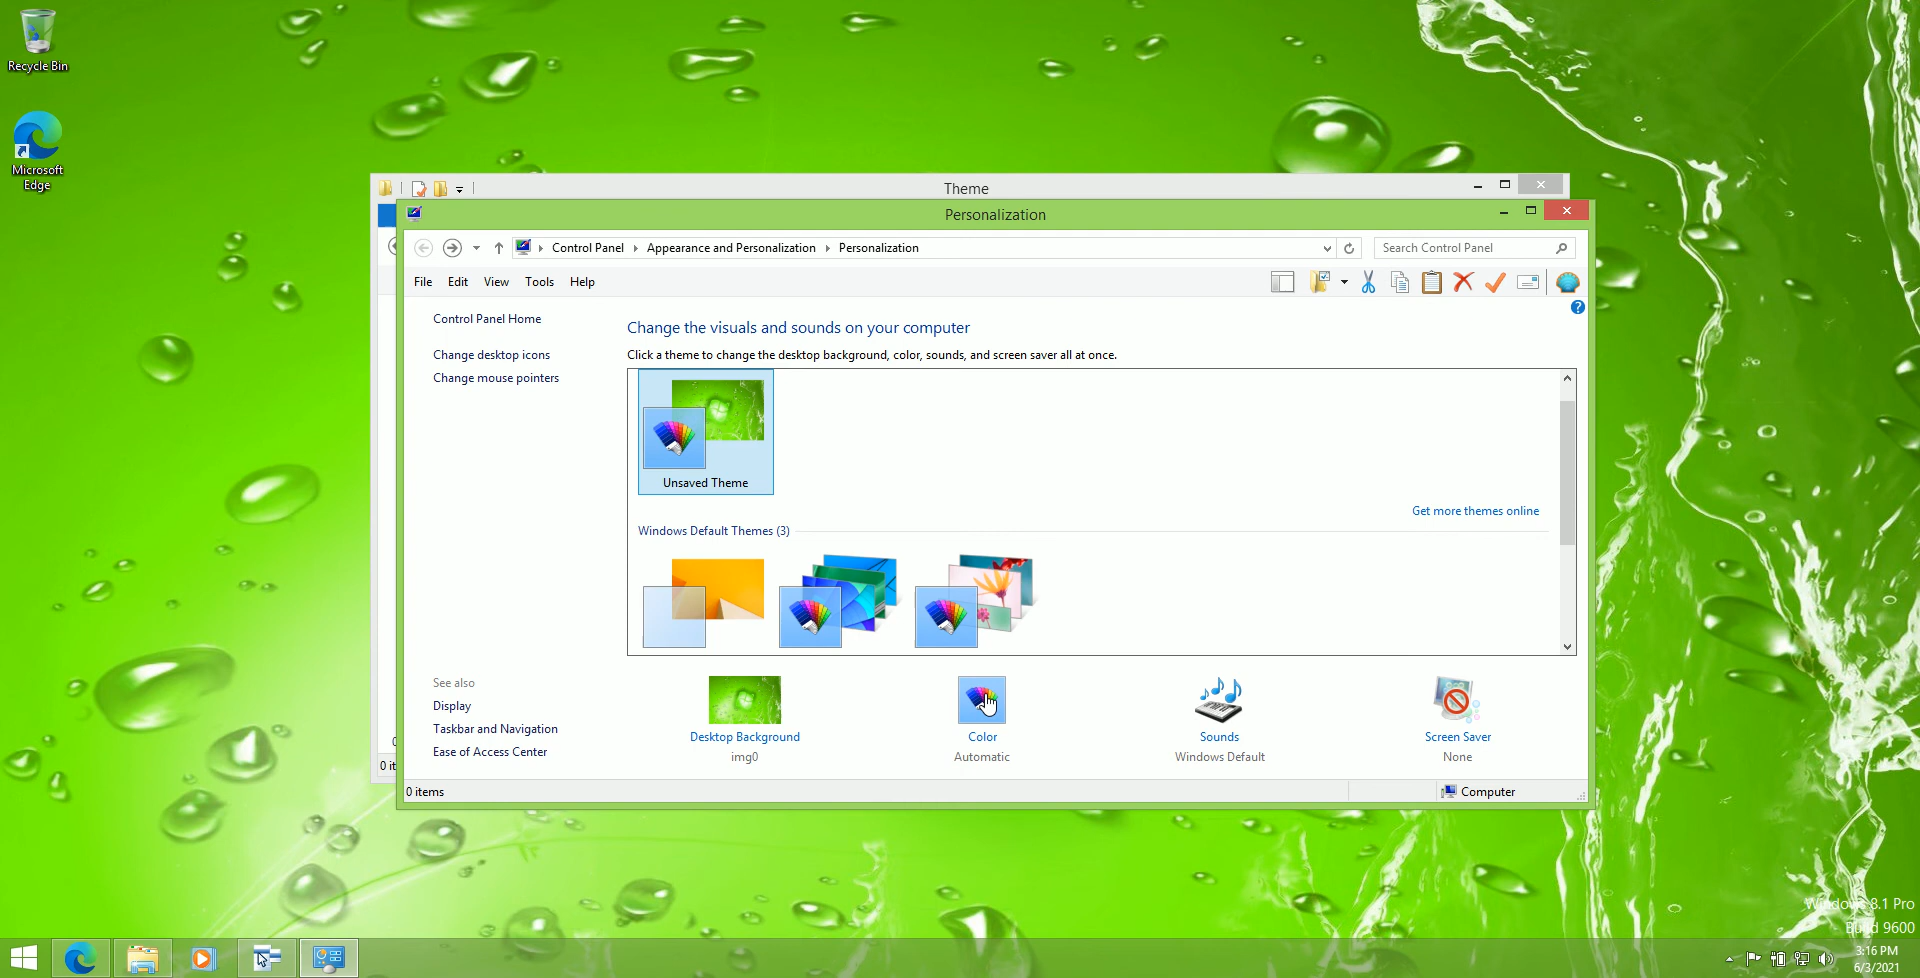 Recycle Bin
Microsoft
Edge
Theme
Personalization
Control Panel
Appearance and Personalization
Personalization
Search Control Panel
File
Edit
View
Tools
Help
Control Panel Home
Change desktop icons
Change mouse pointers
Change the visuals and sounds on your computer
Click a theme to change the desktop background, color, sounds, and screen saver all at once.
Unsaved Theme
Get more themes online
Windows Default Themes (3)
See also
Display
Taskbar and Navigation
Ease of Access Center
Desktop Background
img0
Color
Automatic
Sounds
Windows Default
Screen Saver
None
0 it
0 items
Computer
Windows 8.1 Pro
Build 9600
3:16 PM
6/3/2021